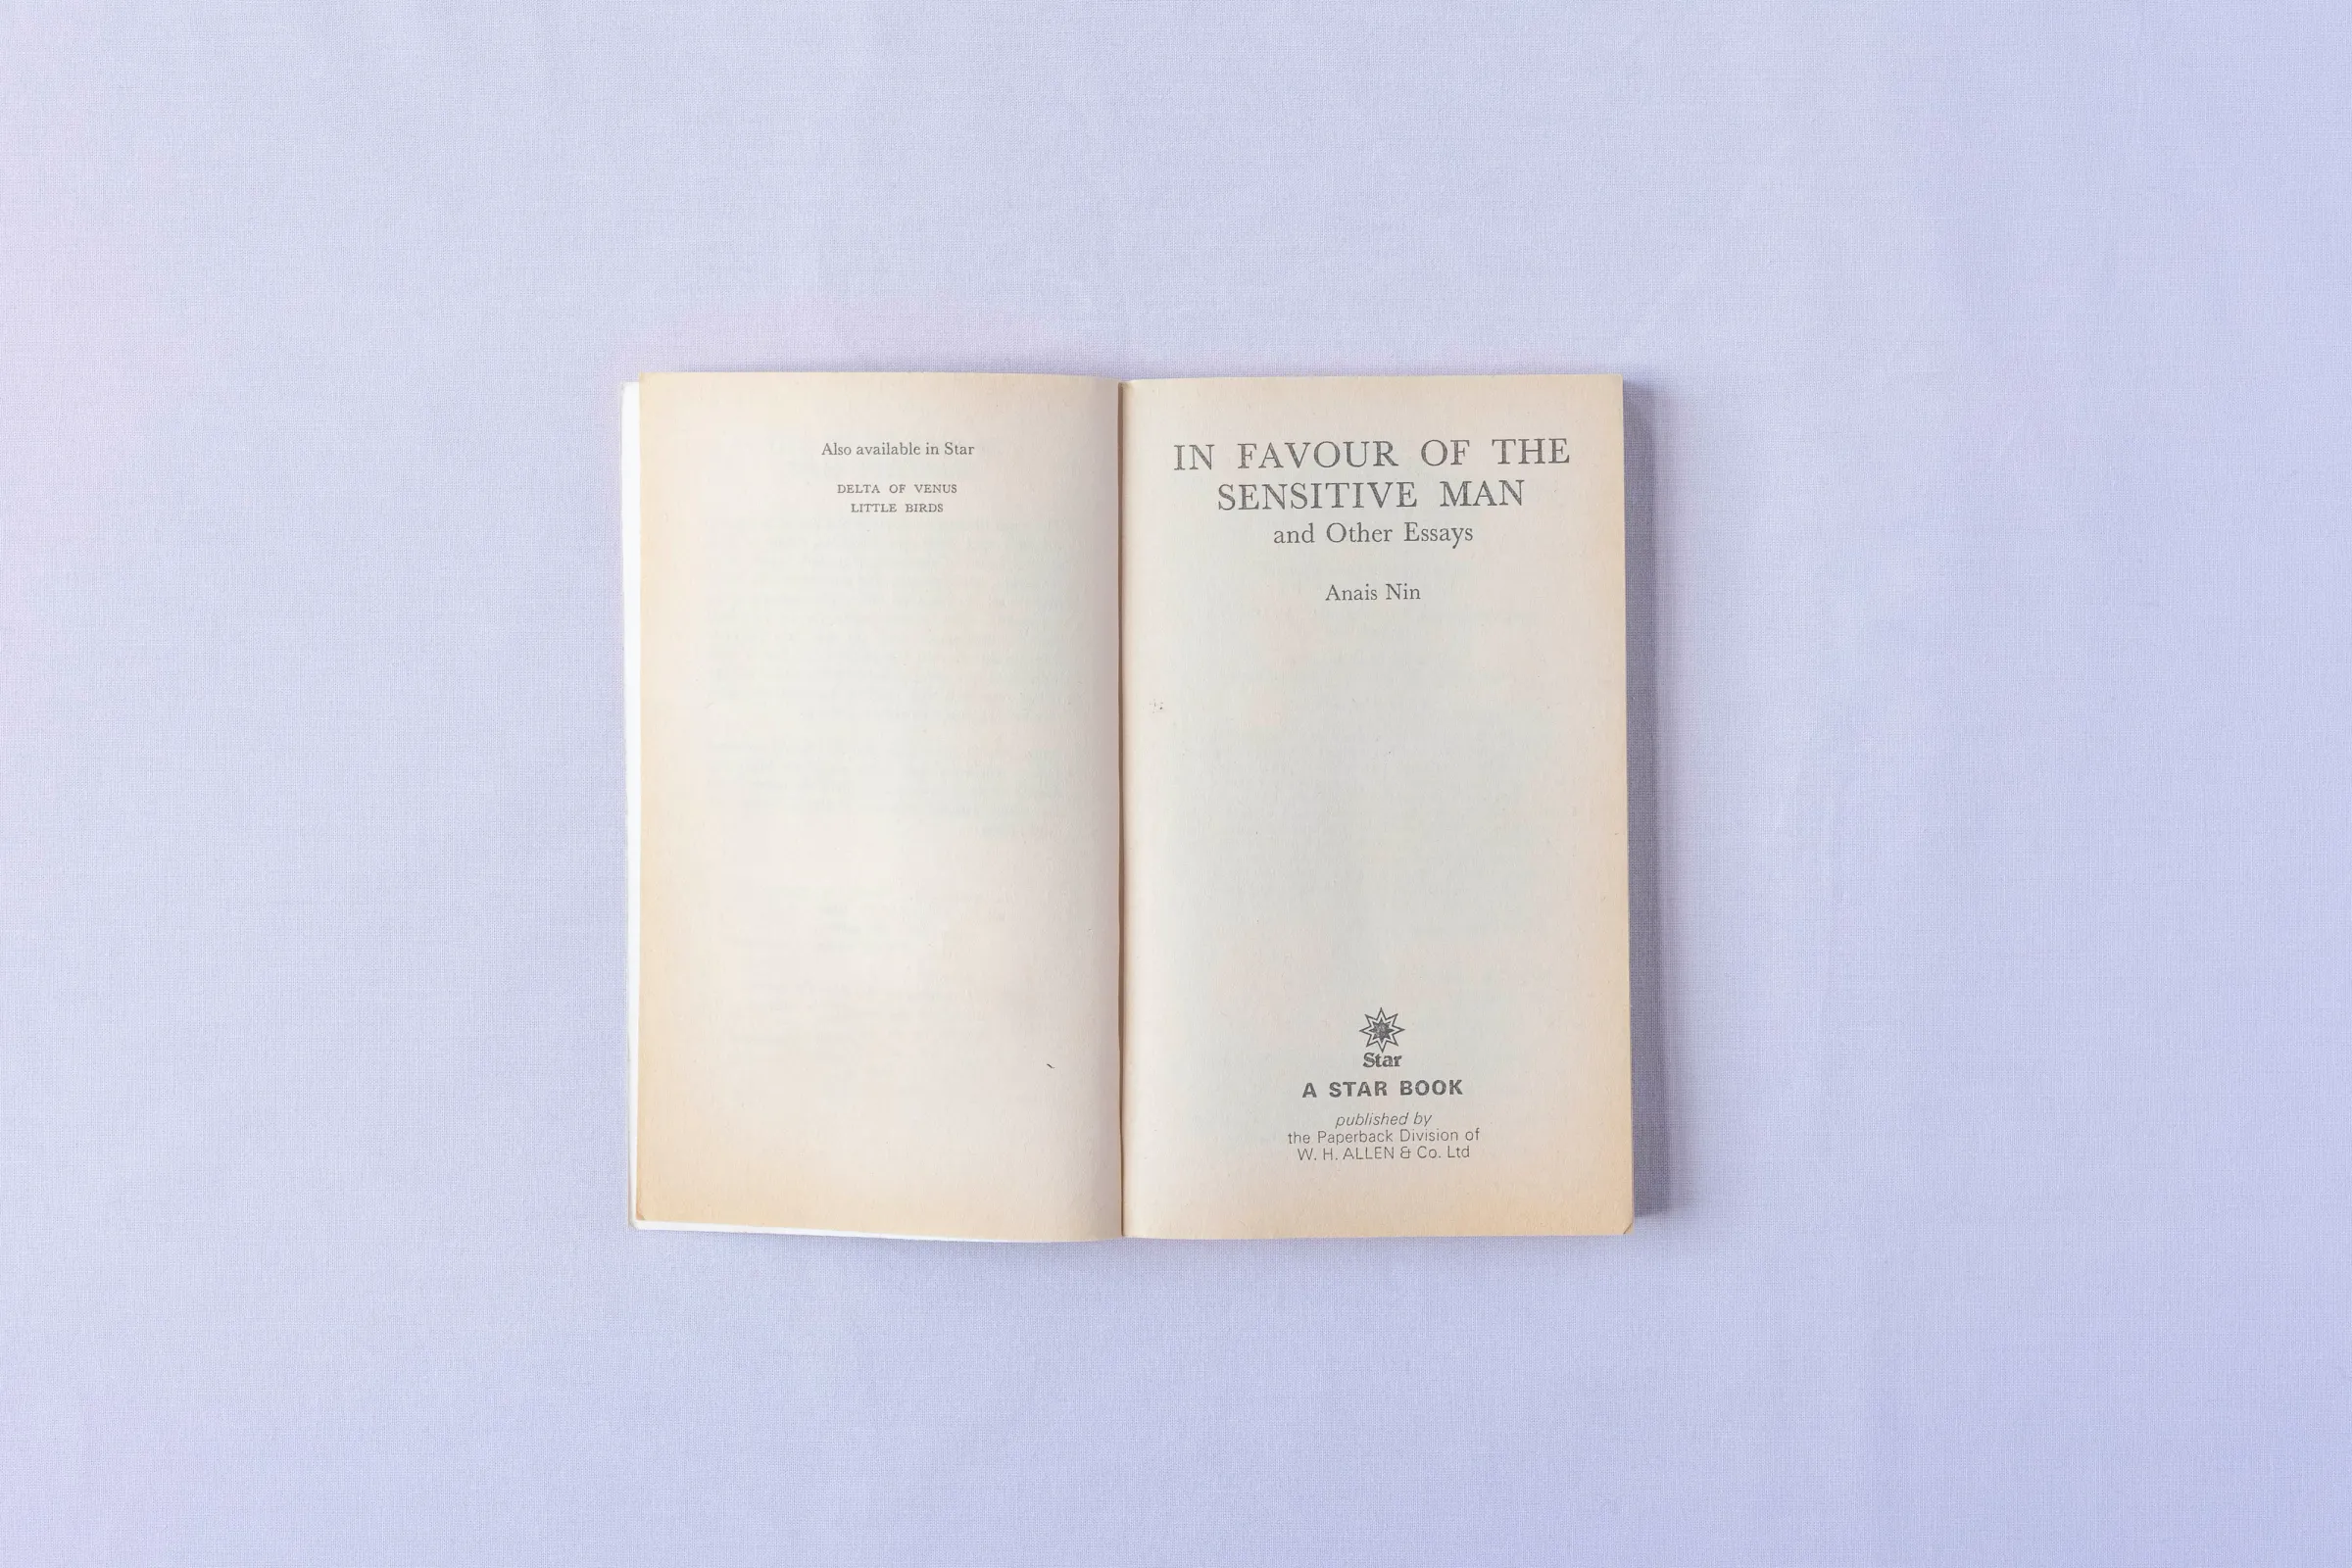 Also available in Star
DELTA OF VENUS
LITTLE BIRDS
IN FAVOUR OF THE
SENSITIVE MAN
and Other Essays
Anais Nin
Star
A STAR BOOK
published by
the Paperback Division of
W. H. ALLEN & Co. Ltd